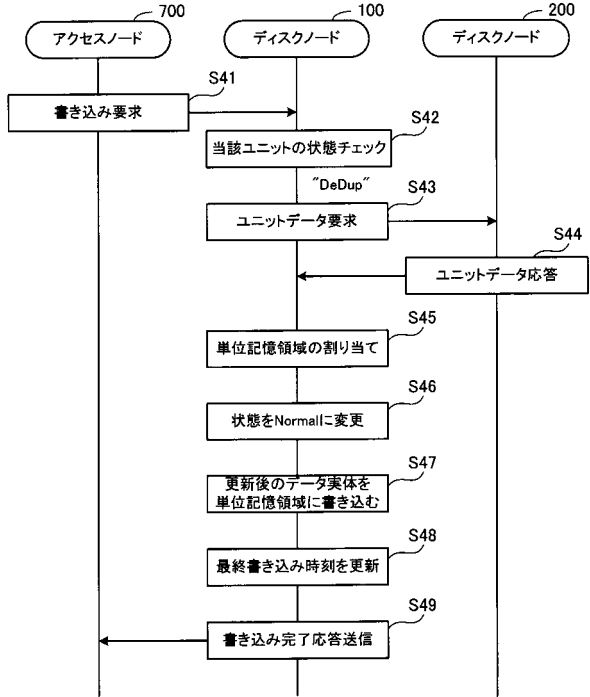 700
100
200
アクセスノード
ディスクノード
ディスクノード
S41
書き込み要求
S42
当該ユニットの状態チェック
"DeDup"
S43
ユニットデータ要求
S44
ユニットデータ応答
S45
単位記憶領域の割り当て
S46
状態をNormalに変更
S47
更新後のデータ実体を
単位記憶領域に書き込む
S48
最終書き込み時刻を更新
S49
書き込み完了応答送信